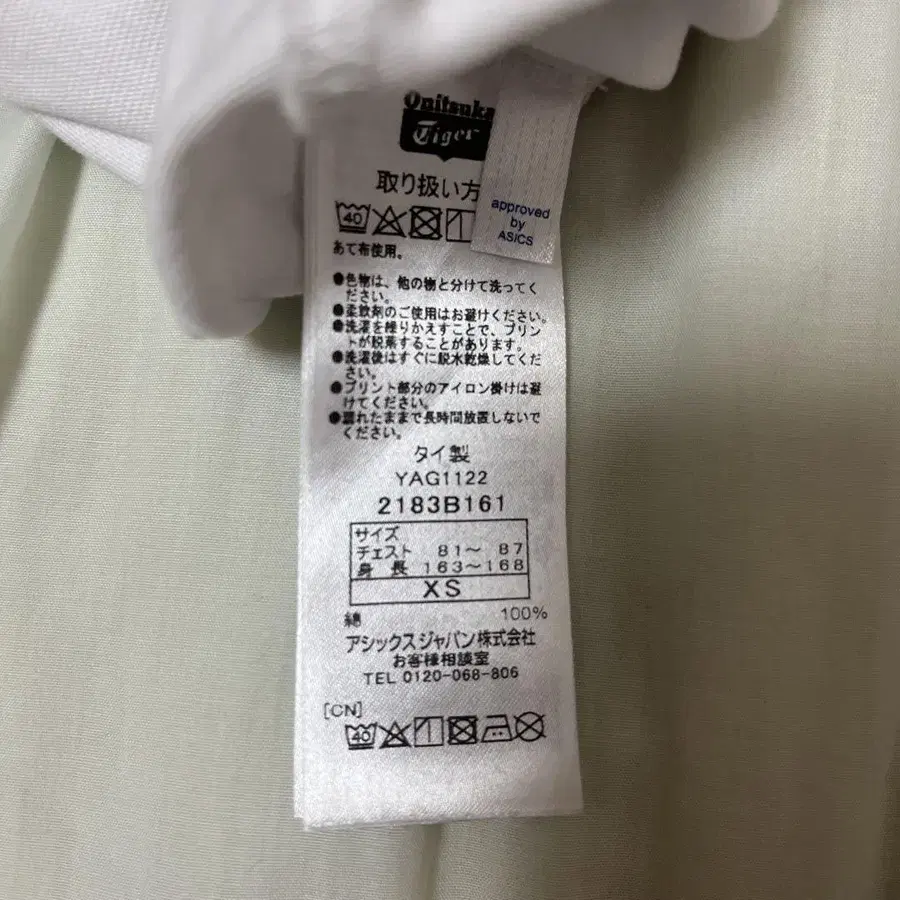 Onitsuka
Tiger
取り扱い方
approved
by
ASICS
40
あて布使用。
●色物は、他の物と分けて洗ってく
ださい。
●柔軟剤のご使用はお避けください。
●洗濯を繰りかえすことで、プリン
トが脱落することがあります。
●洗濯後はすぐに脱水乾燥してくだ
さい。
●プリント部分のアイロン掛けは避
けてください。
●濡れたままで長時間放置しないで
ください。
タイ製
YAG1122
2183B161
サイズ
チェスト 81〜 87
身 長 163〜168
XS
綿 100%
アシックスジャパン株式会社
お客様相談室
TEL 0120-068-806
[CN]
40